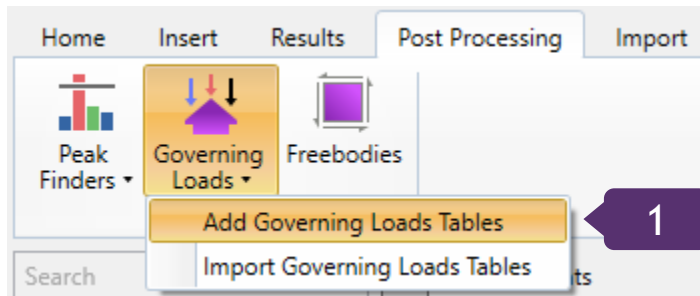 Home Insert Results Post Processing Import
Peak Finders Governing Loads Freebodies
Add Governing Loads Tables
1
Import Governing Loads Tables
Search